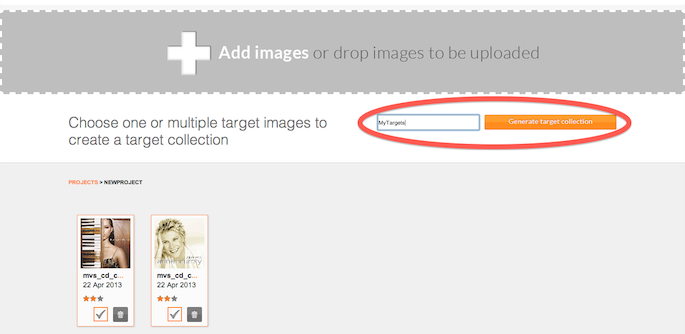 Add images or drop images to be uploaded
Choose one or multiple target images to
create a target collection
MyTargets
Generate target collection
PROJECTS > NEWPROJECT
mvs_cd_c...
22 Apr 2013
mvs_cd_c...
22 Apr 2013